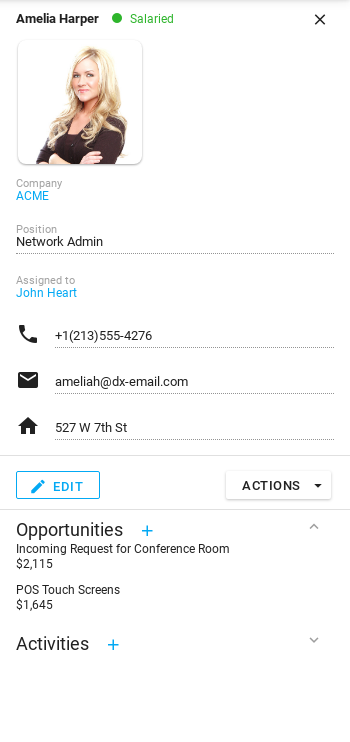 Amelia Harper Salaried
Company
ACME
Position
Network Admin
Assigned to
John Heart
+1(213)555-4276
ameliah@dx-email.com
527 W 7th St
EDIT ACTIONS
Opportunities
Incoming Request for Conference Room
$2,115
POS Touch Screens
$1,645
Activities